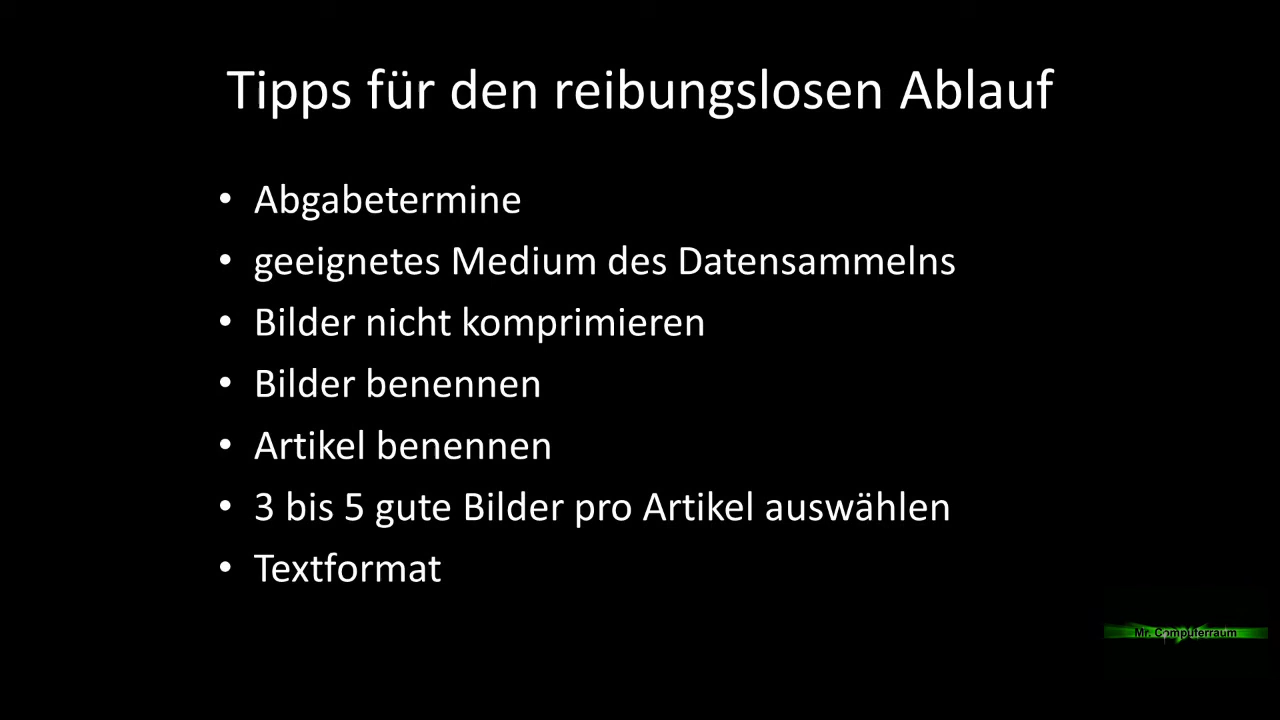 Tipps für den reibungslosen Ablauf
• Abgabetermine
• geeignetes Medium des Datensammelns
• Bilder nicht komprimieren
• Bilder benennen
• Artikel benennen
• 3 bis 5 gute Bilder pro Artikel auswählen
• Textformat
Mr. Computerraum